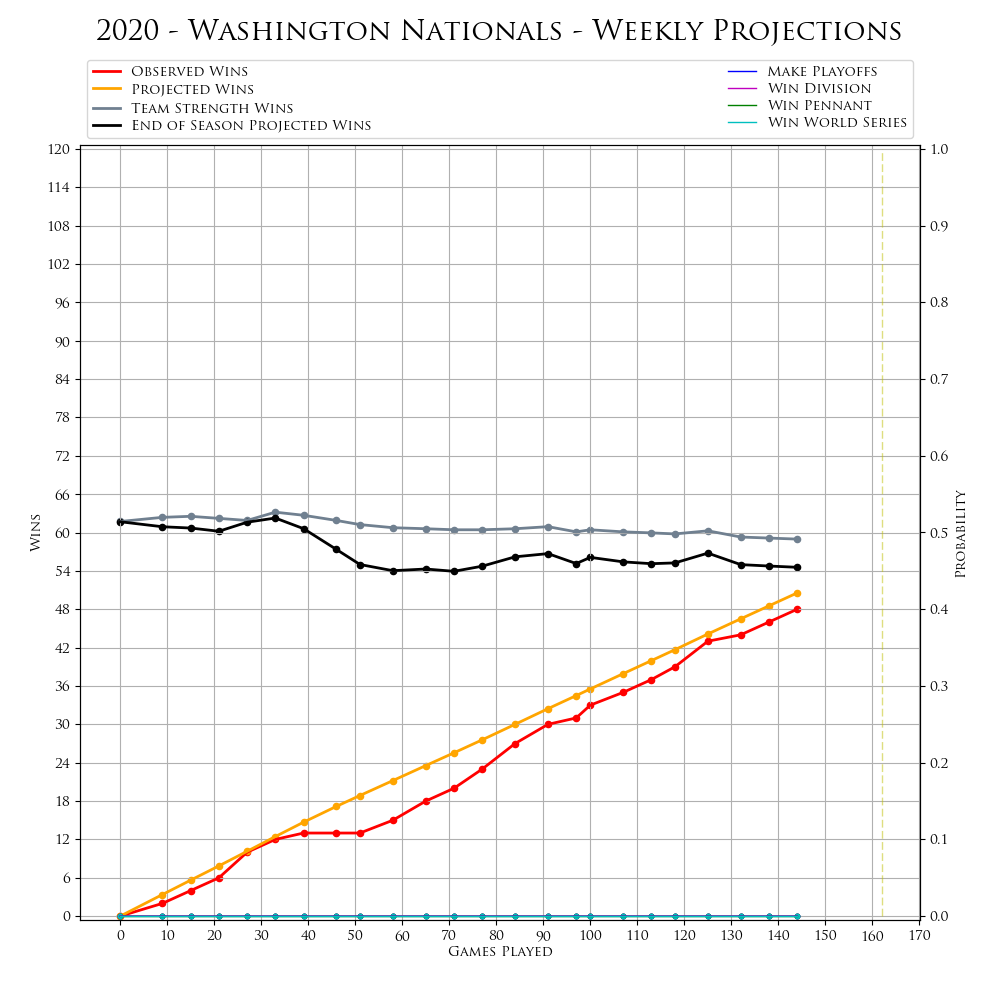 2020 - Washington Nationals - Weekly Projections
Observed Wins
Projected Wins
Team Strength Wins
End of Season Projected Wins
Make Playoffs
Win Division
Win Pennant
Win World Series
120
114
108
102
96
90
84
78
72
66
60
54
48
42
36
30
24
18
12
6
0
Wins
1.0
0.9
0.8
0.7
0.6
0.5
0.4
0.3
0.2
0.1
0.0
Probability
0 10 20 30 40 50 60 70 80 90 100 110 120 130 140 150 160 170
Games Played